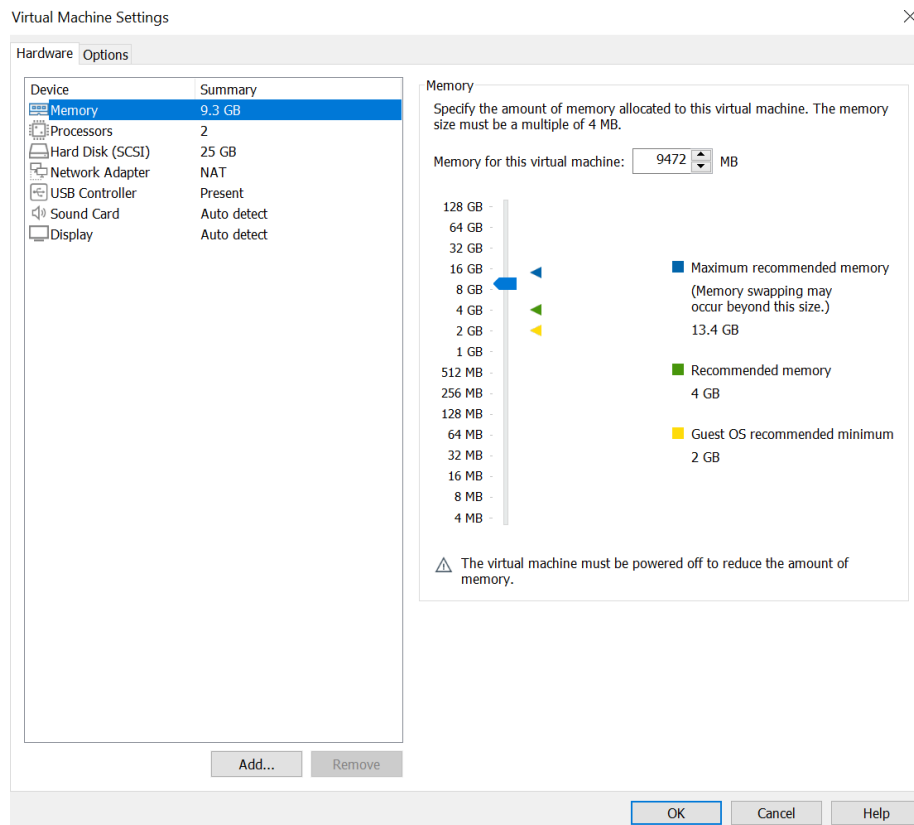 Virtual Machine Settings
Hardware Options
Device Summary
Memory 9.3 GB
Processors 2
Hard Disk (SCSI) 25 GB
Network Adapter NAT
USB Controller Present
Sound Card Auto detect
Display Auto detect
Add... Remove
Memory
Specify the amount of memory allocated to this virtual machine. The memory
size must be a multiple of 4 MB.
Memory for this virtual machine: 9472 MB
128 GB
64 GB
32 GB
16 GB
8 GB
4 GB
2 GB
1 GB
512 MB
256 MB
128 MB
64 MB
32 MB
16 MB
8 MB
4 MB
Maximum recommended memory
(Memory swapping may
occur beyond this size.)
13.4 GB
Recommended memory
4 GB
Guest OS recommended minimum
2 GB
The virtual machine must be powered off to reduce the amount of
memory.
OK Cancel Help